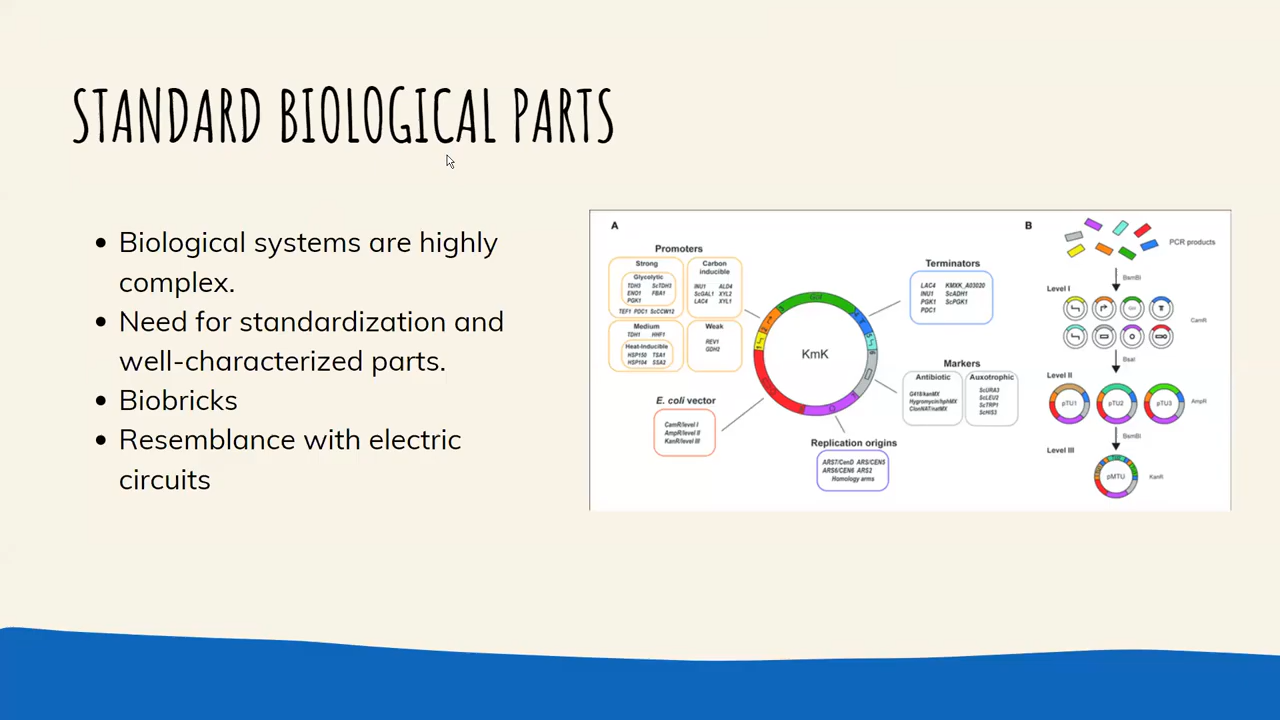 STANDARD BIOLOGICAL PARTS
• Biological systems are highly
complex.
• Need for standardization and
well-characterized parts.
• Biobricks
• Resemblance with electric
circuits
A
Promoters
Strong
Glycolytic
TDH3 ScTDH3
ENO1 FBA1
PGK1
TEF1 PDC1 ScCCW12
Carbon
inducible
INU1 ALD4
ScGAL1 XYL2
LAC4 XYL1
Medium
TDH1 HHF1
Heat-Inducible
HSP150 TSA1
HSP104 SSA3
Weak
REV1
GDH2
E. coli vector
CamR/level I
AmpR/level II
KanR/level III
KmK
GoI
Terminators
LAC4 KMXK_A03020
INU1 ScADH1
PGK1 ScPGK1
PDC1
Markers
Antibiotic
G418/kanMX
Hygromycin/hphMX
ClonNAT/natMX
Auxotrophic
ScURA3
ScLEU2
ScTRP1
ScHIS3
Replication origins
ARS7/CenD ARS/CEN5
ARS6/CEN6 ARS2
Homology arms
B
PCR products
BsmBI
Level I
CamR
BsaI
Level II
pTU1
pTU2
pTU3
AmpR
BsmBI
Level III
pMTU
KanR